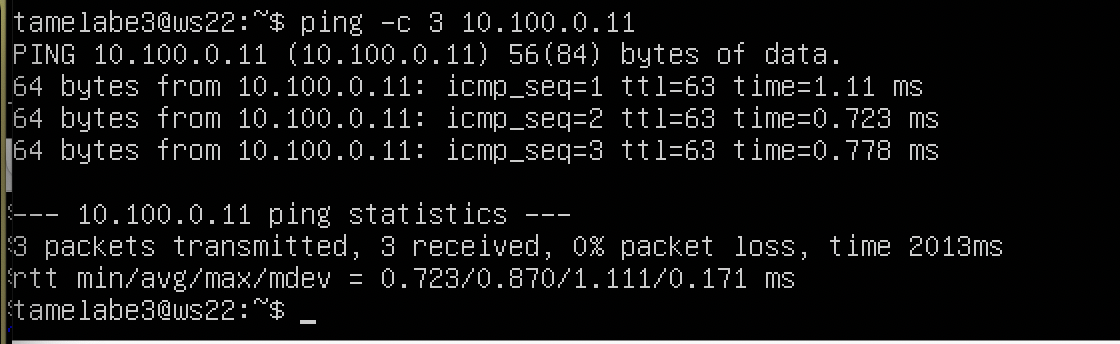 tamelabe3@ws22:~$ ping -c 3 10.100.0.11
PING 10.100.0.11 (10.100.0.11) 56(84) bytes of data.
64 bytes from 10.100.0.11: icmp_seq=1 ttl=63 time=1.11 ms
64 bytes from 10.100.0.11: icmp_seq=2 ttl=63 time=0.723 ms
64 bytes from 10.100.0.11: icmp_seq=3 ttl=63 time=0.778 ms

--- 10.100.0.11 ping statistics ---
3 packets transmitted, 3 received, 0% packet loss, time 2013ms
rtt min/avg/max/mdev = 0.723/0.870/1.111/0.171 ms
tamelabe3@ws22:~$ _